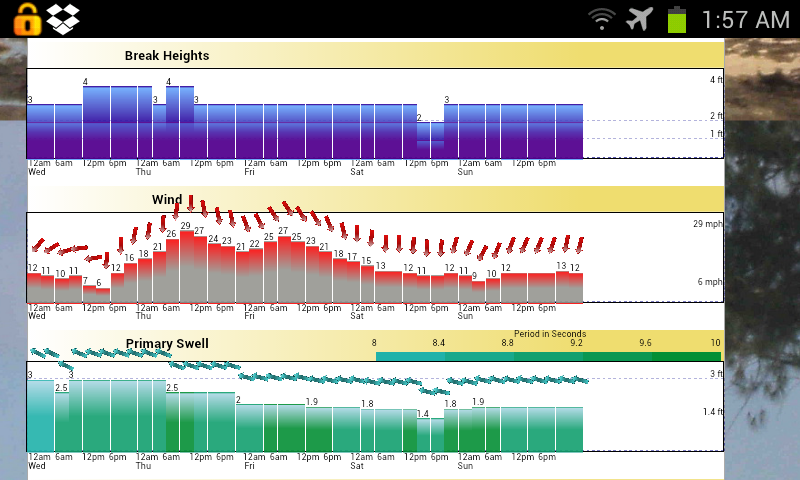 1:57 AM
Break Heights
4 ft
2 ft
1 ft
3 4 3 4 3 2 3
12am 6am 12pm 6pm 12am 6am 12pm 6pm 12am 6am 12pm 6pm 12am 6am 12pm 6pm 12am 6am 12pm 6pm
Wed Thu Fri Sat Sun
Wind
29 mph
6 mph
12 11 10 11 7 6 12 16 18 21 26 29 27 24 23 21 22 25 27 25 23 21 18 17 15 13 12 11 12 11 9 10 12 13 12
12am 6am 12pm 6pm 12am 6am 12pm 6pm 12am 6am 12pm 6pm 12am 6am 12pm 6pm 12am 6am 12pm 6pm
Wed Thu Fri Sat Sun
Period in Seconds
Primary Swell
8 8.4 8.8 9.2 9.6 10
3 ft
1.4 ft
3 2.5 3 2.5 2 1.9 1.8 1.4 1.8 1.9
12am 6am 12pm 6pm 12am 6am 12pm 6pm 12am 6am 12pm 6pm 12am 6am 12pm 6pm 12am 6am 12pm 6pm
Wed Thu Fri Sat Sun